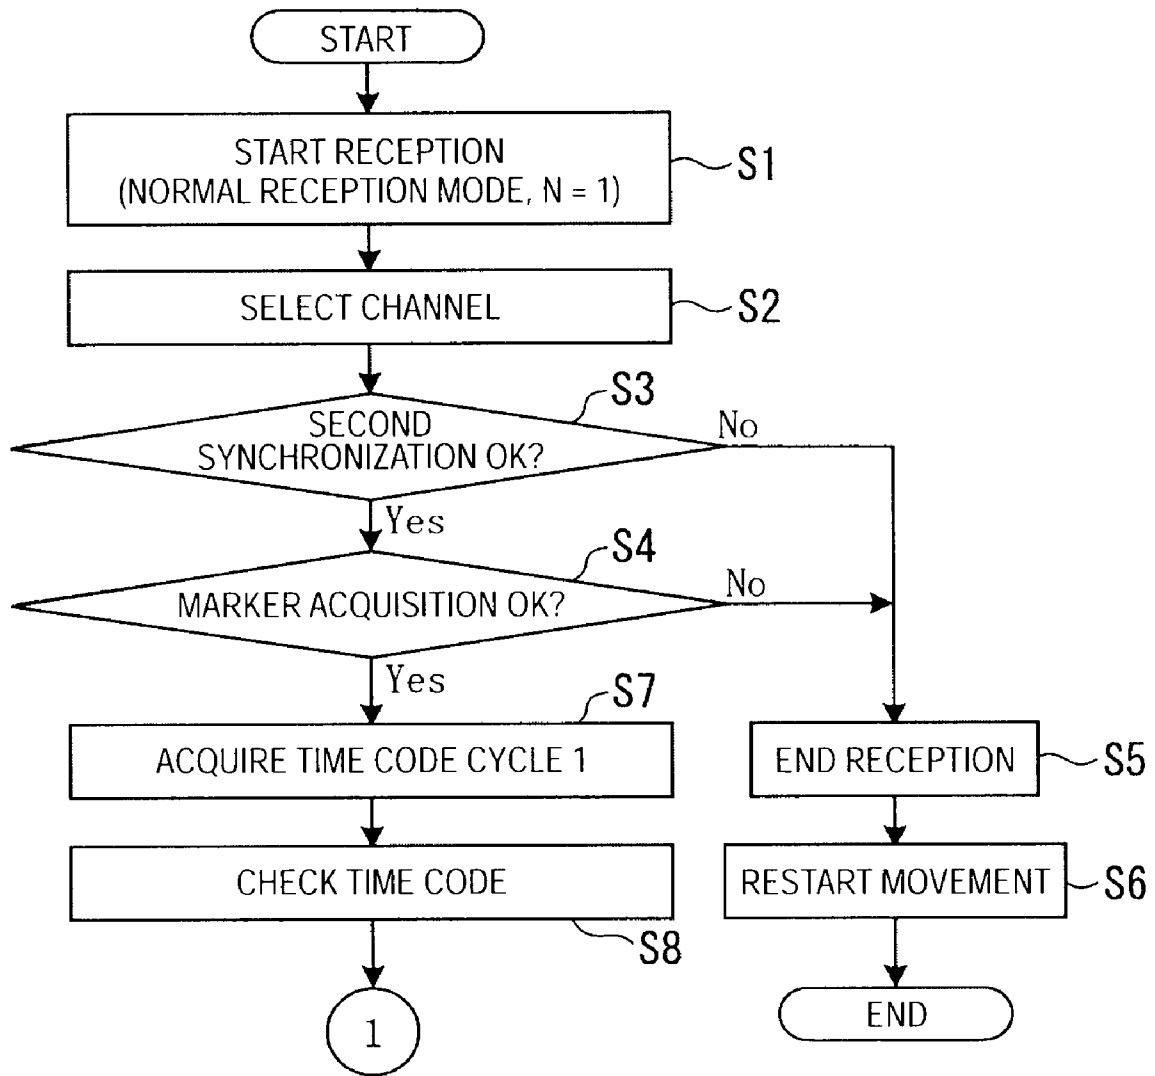 START
START RECEPTION
(NORMAL RECEPTION MODE, N = 1)
S1
SELECT CHANNEL
S2
S3
SECOND
SYNCHRONIZATION OK?
No
Yes
S4
MARKER ACQUISITION OK?
No
Yes
S7
ACQUIRE TIME CODE CYCLE 1
END RECEPTION
S5
CHECK TIME CODE
RESTART MOVEMENT
S6
S8
1
END